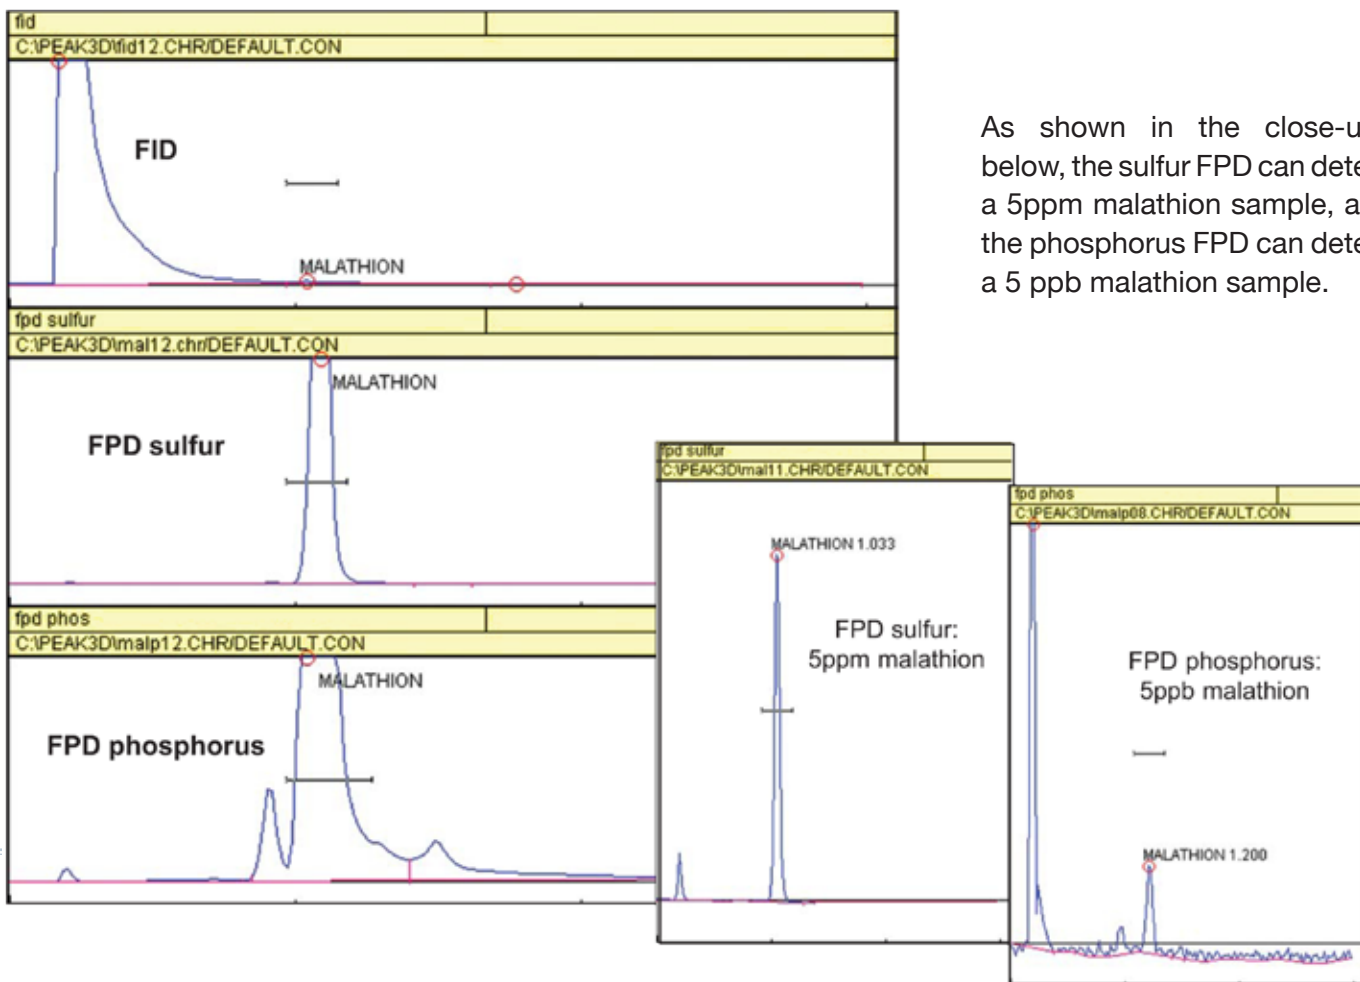 fid
C:\PEAK3D\fid12.CHR/DEFAULT.CON
FID
MALATHION
As shown in the close-u
below, the sulfur FPD can dete
a 5ppm malathion sample, a
the phosphorus FPD can dete
a 5 ppb malathion sample.
fpd sulfur
C:\PEAK3D\mal12.chr/DEFAULT.CON
MALATHION
FPD sulfur
fpd phos
C:\PEAK3D\malp12.CHR/DEFAULT.CON
MALATHION
FPD phosphorus
fpd sulfur
C:\PEAK3D\mal11.CHR/DEFAULT.CON
MALATHION 1.033
FPD sulfur:
5ppm malathion
fpd phos
C:\PEAK3D\malp08.CHR/DEFAULT.CON
FPD phosphorus:
5ppb malathion
MALATHION 1.200